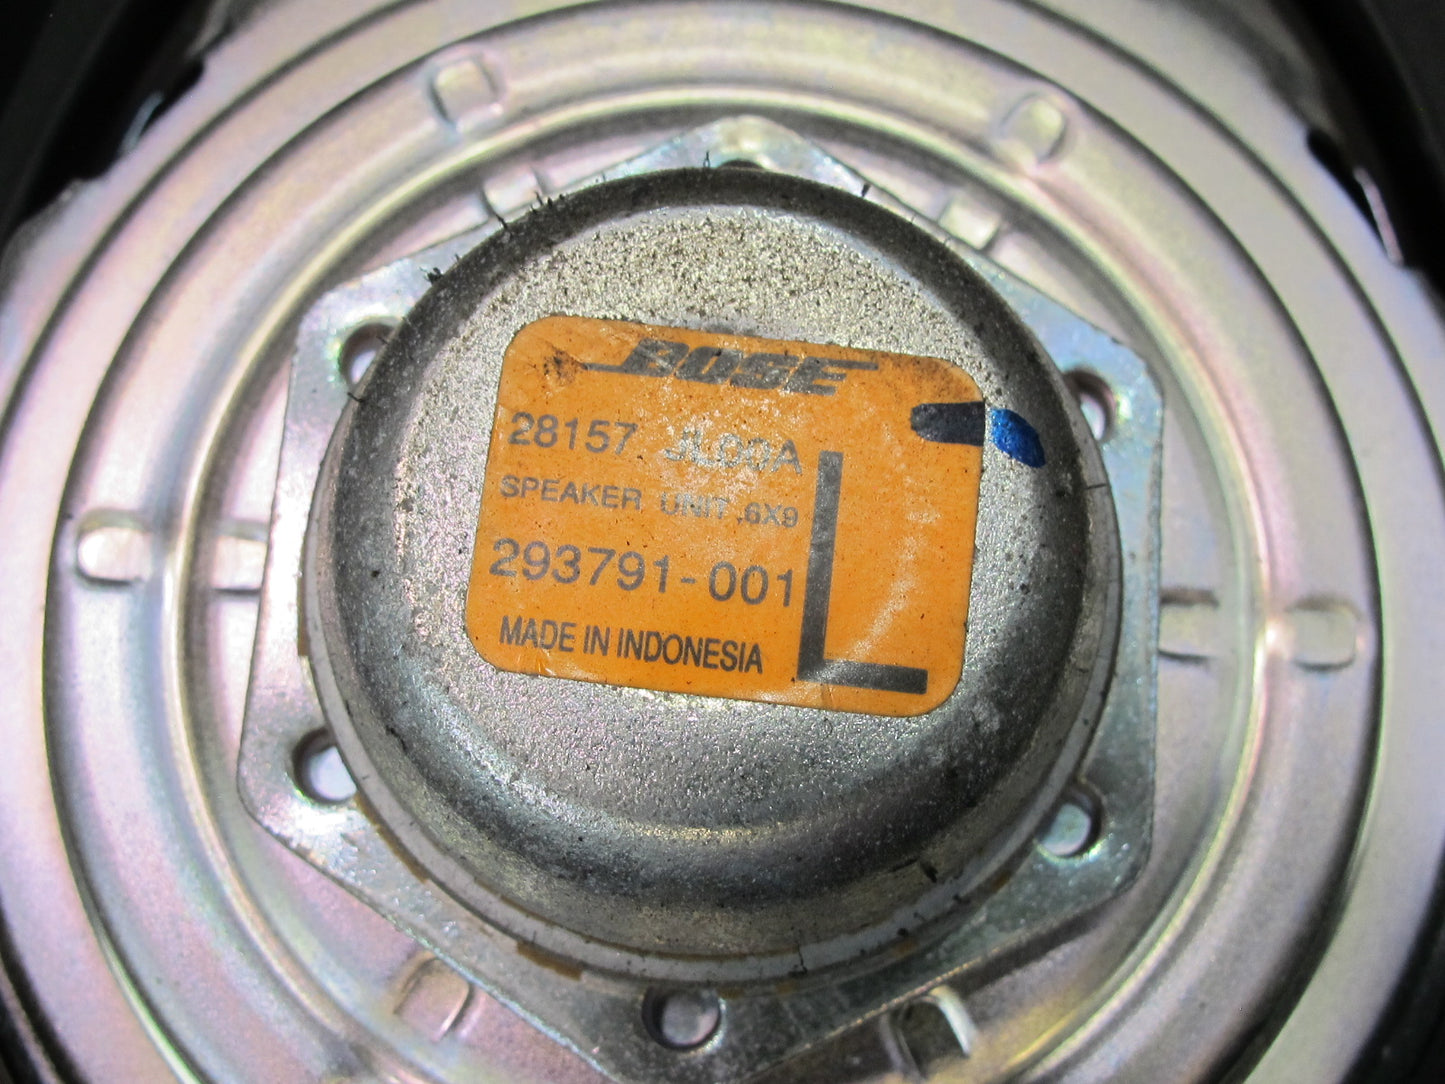 BOSE
28157 JL00A
SPEAKER UNIT, 6X9
293791-001
MADE IN INDONESIA
L